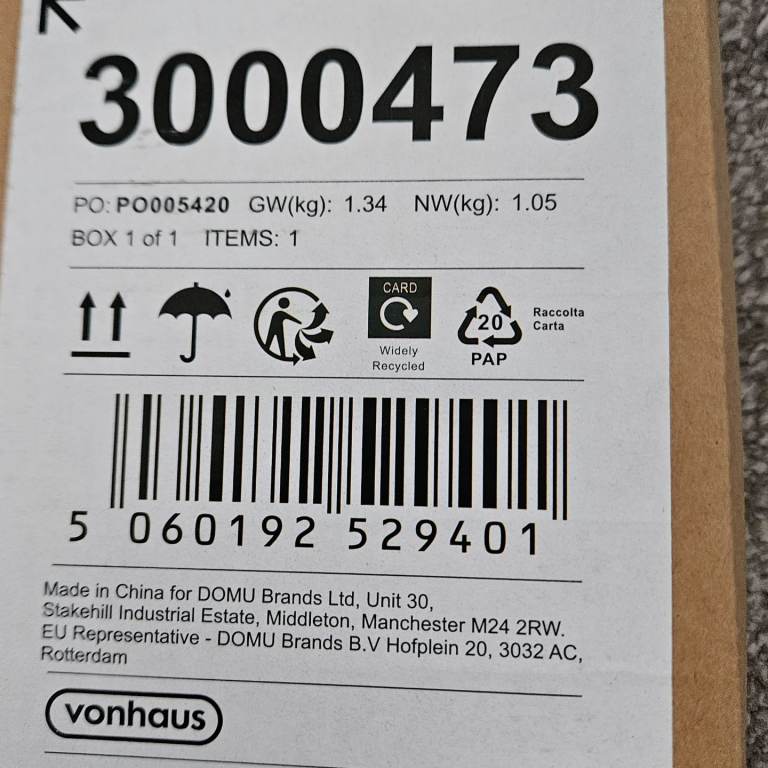 3000473
PO: PO005420 GW(kg): 1.34 NW(kg): 1.05
BOX 1 of 1 ITEMS: 1
CARD
Widely
Recycled
20
PAP
Raccolta
Carta
5 060192 529401
Made in China for DOMU Brands Ltd, Unit 30,
Stakehill Industrial Estate, Middleton, Manchester M24 2RW.
EU Representative - DOMU Brands B.V Hofplein 20, 3032 AC,
Rotterdam
vonhaus